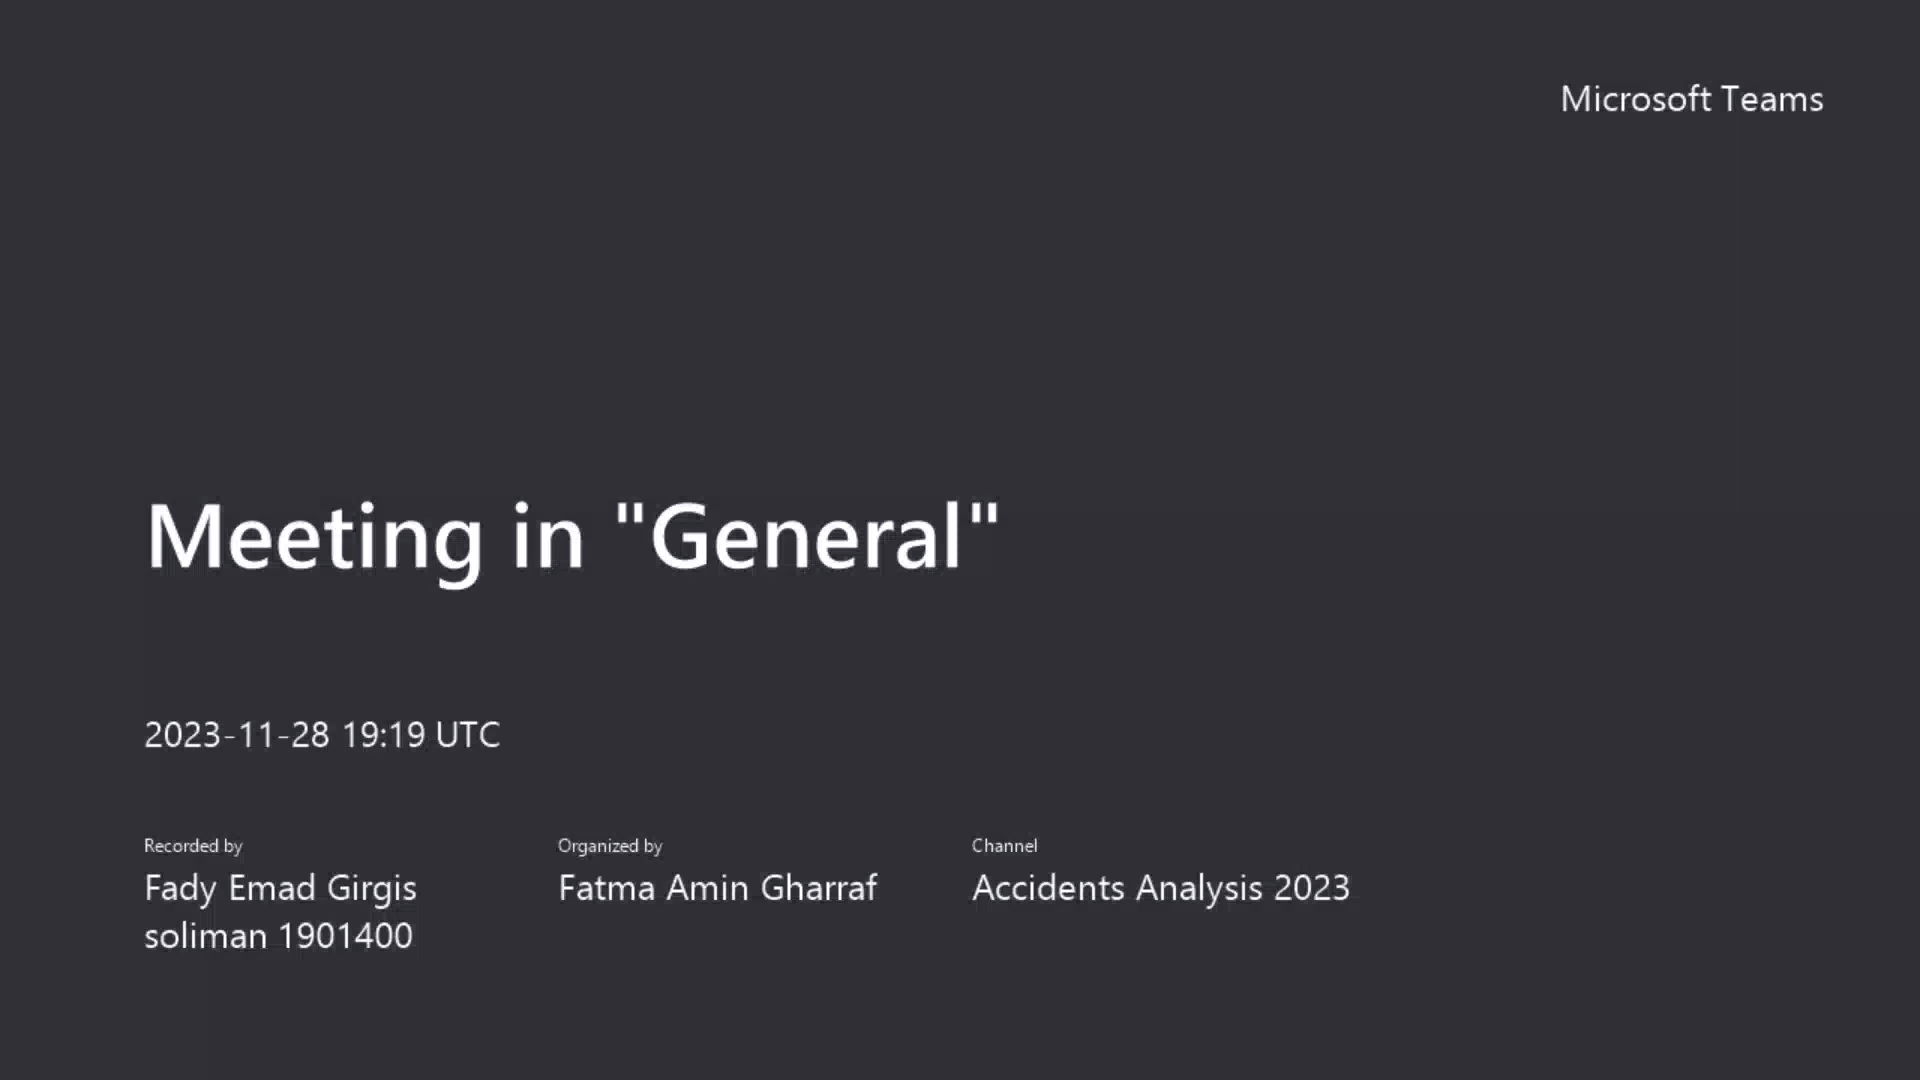 Microsoft Teams
Meeting in "General"
2023-11-28 19:19 UTC
Recorded by
Fady Emad Girgis
soliman 1901400
Organized by
Fatma Amin Gharraf
Channel
Accidents Analysis 2023